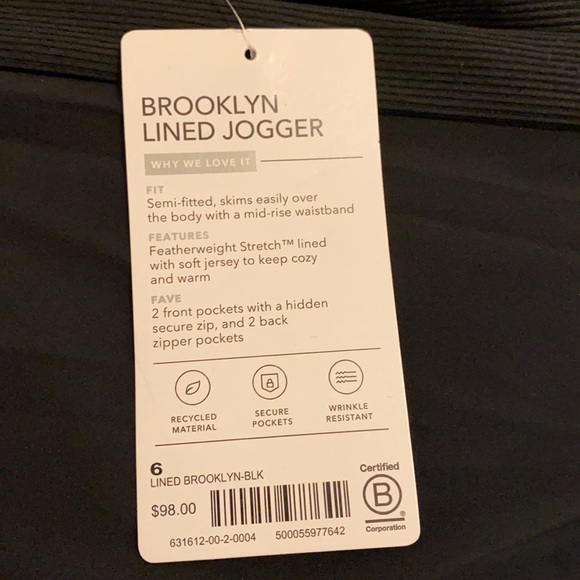 BROOKLYN
LINED JOGGER
WHY WE LOVE IT
FIT
Semi-fitted, skims easily over
the body with a mid-rise waistband
FEATURES
Featherweight Stretch™ lined
with soft jersey to keep cozy
and warm
FAVE
2 front pockets with a hidden
secure zip, and 2 back
zipper pockets
RECYCLED
MATERIAL
SECURE
POCKETS
WRINKLE
RESISTANT
6
LINED BROOKLYN-BLK
$98.00
631612-00-2-0004 500055977642
Certified
B
®
Corporation